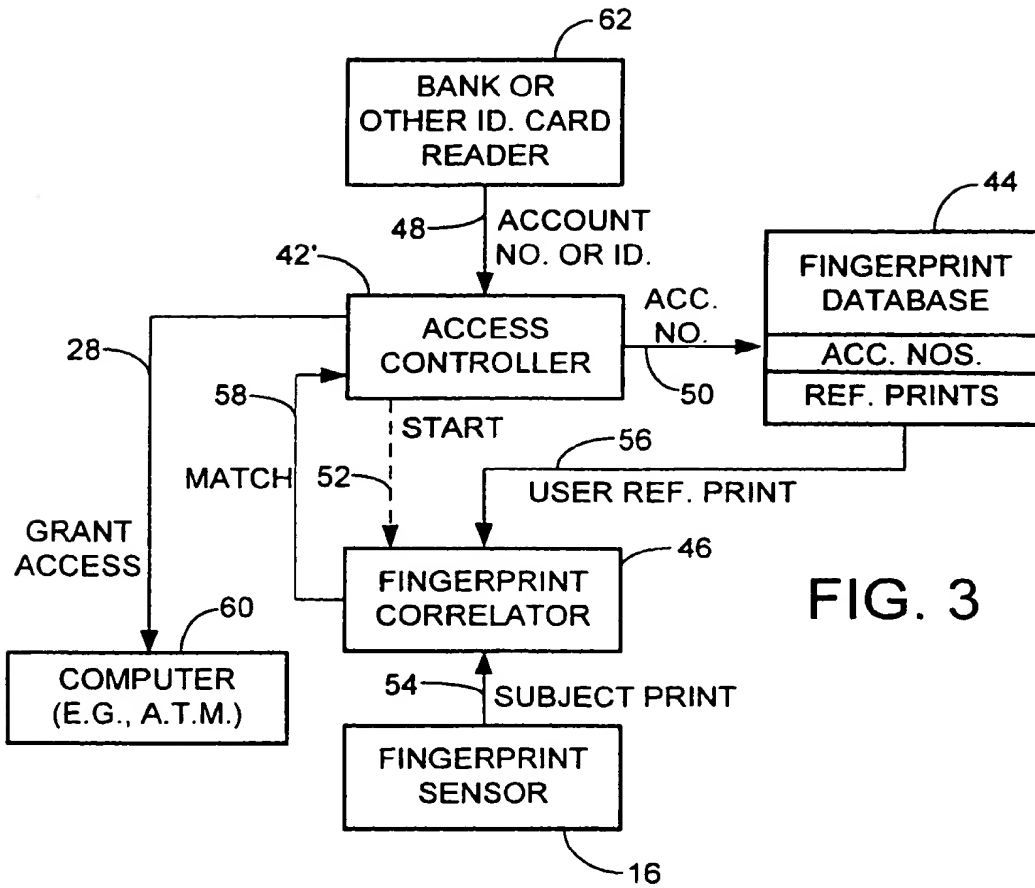 62
BANK OR
OTHER ID. CARD
READER
48
ACCOUNT
NO. OR ID.
44
FINGERPRINT
DATABASE
ACC. NOS.
REF. PRINTS
42'
ACCESS
CONTROLLER
ACC.
NO.
50
28
58
START
52
MATCH
56
USER REF. PRINT
GRANT
ACCESS
46
FINGERPRINT
CORRELATOR
FIG. 3
60
COMPUTER
(E.G., A.T.M.)
54
SUBJECT PRINT
FINGERPRINT
SENSOR
16